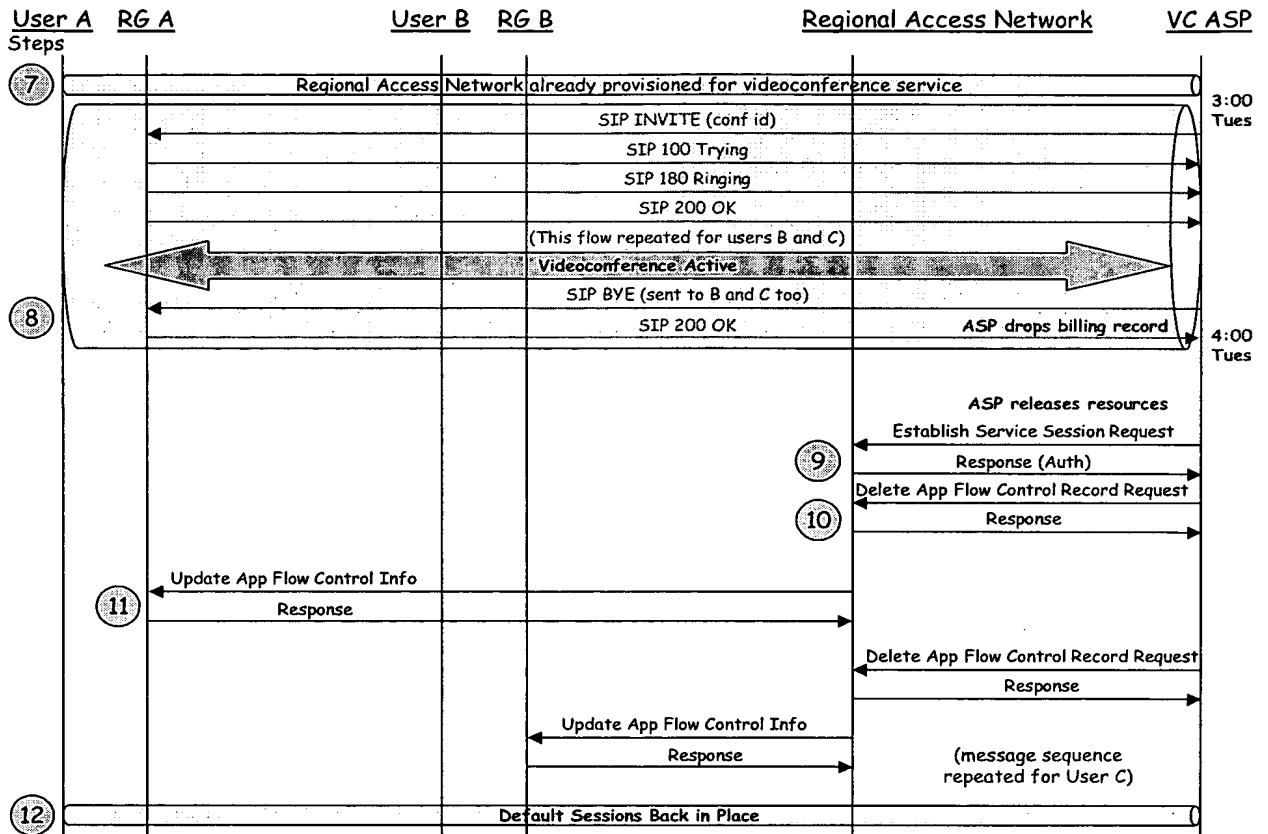 User A RG A User B RG B Regional Access Network VC ASP
Steps
7 Regional Access Network already provisioned for videoconference service
3:00
Tues
SIP INVITE (conf id)
SIP 100 Trying
SIP 180 Ringing
SIP 200 OK
(This flow repeated for users B and C)
Videoconference Active
SIP BYE (sent to B and C too)
8
SIP 200 OK ASP drops billing record
4:00
Tues
ASP releases resources
Establish Service Session Request
9 Response (Auth)
Delete App Flow Control Record Request
10 Response
Update App Flow Control Info
11 Response
Delete App Flow Control Record Request
Response
Update App Flow Control Info
Response (message sequence
repeated for User C)
12 Default Sessions Back in Place